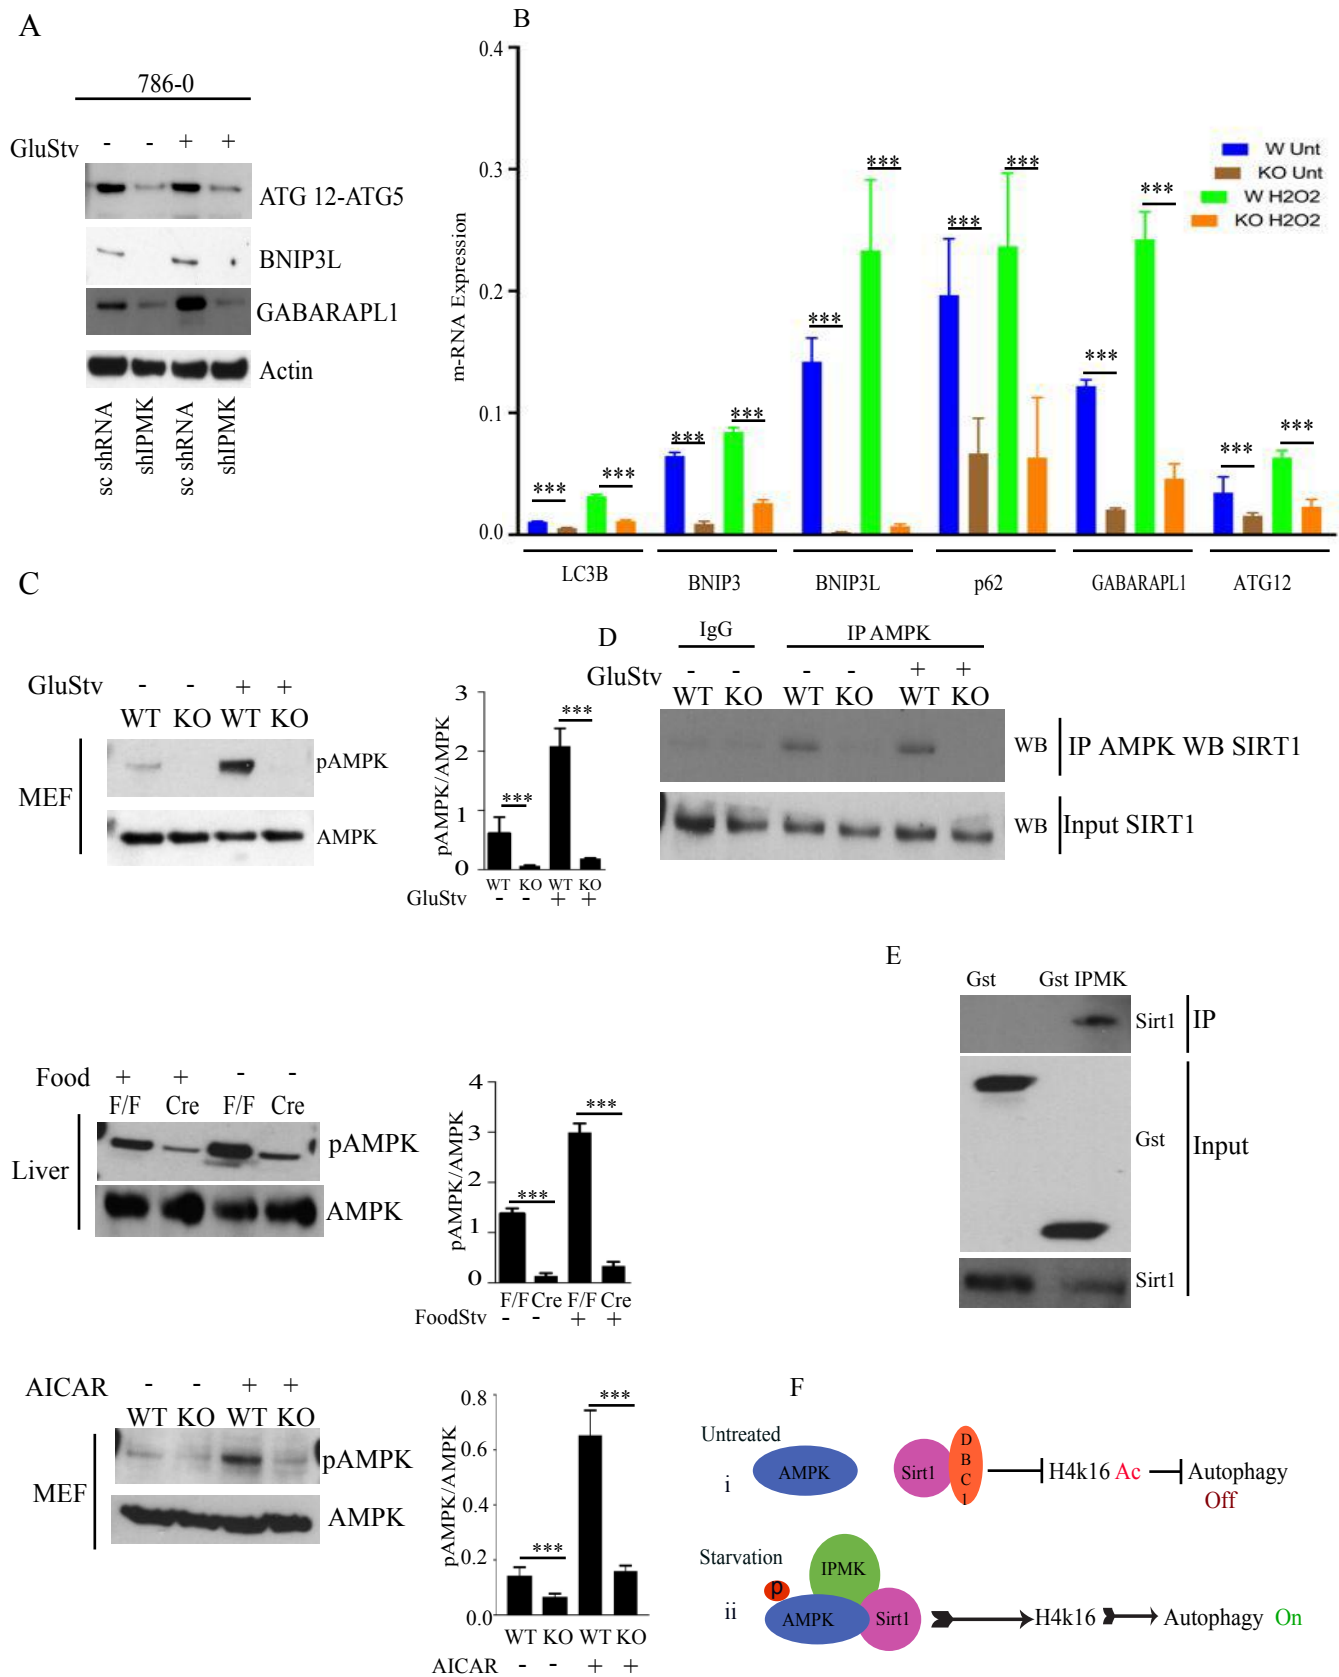 A
786-0
GluStv - - + +
ATG 12-ATG5
BNIP3L
GABARAPL1
Actin
sc shRNA
shIPMK
sc shRNA
shIPMK
B
m-RNA Expression
0.4
0.3
0.2
0.1
0.0
W Unt
KO Unt
W H2O2
KO H2O2
*** *** *** *** *** *** *** *** *** *** *** ***
LC3B BNIP3 BNIP3L p62 GABARAPL1 ATG12
C
GluStv - - + +
WT KO WT KO
MEF
pAMPK
AMPK
pAMPK/AMPK
3
2
1
0
*** ***
WT KO WT KO
GluStv - - + +
Food + + - -
F/F Cre F/F Cre
Liver
pAMPK
AMPK
pAMPK/AMPK
4
3
2
1
0
*** ***
F/F Cre F/F Cre
FoodStv - - + +
AICAR - - + +
WT KO WT KO
MEF
pAMPK
AMPK
pAMPK/AMPK
0.8
0.6
0.4
0.2
0.0
*** ***
WT KO WT KO
AICAR - - + +
D
IgG IP AMPK
GluStv - - - - + +
WT KO WT KO WT KO
WB IP AMPK WB SIRT1
WB Input SIRT1
E
Gst Gst IPMK
Sirt1 IP
Gst
Input
Sirt1
F
Untreated
i
AMPK
Sirt1
DBC1
H4k16 Ac
Autophagy
Off
Starvation
ii
p
IPMK
AMPK
Sirt1
H4k16
Autophagy On